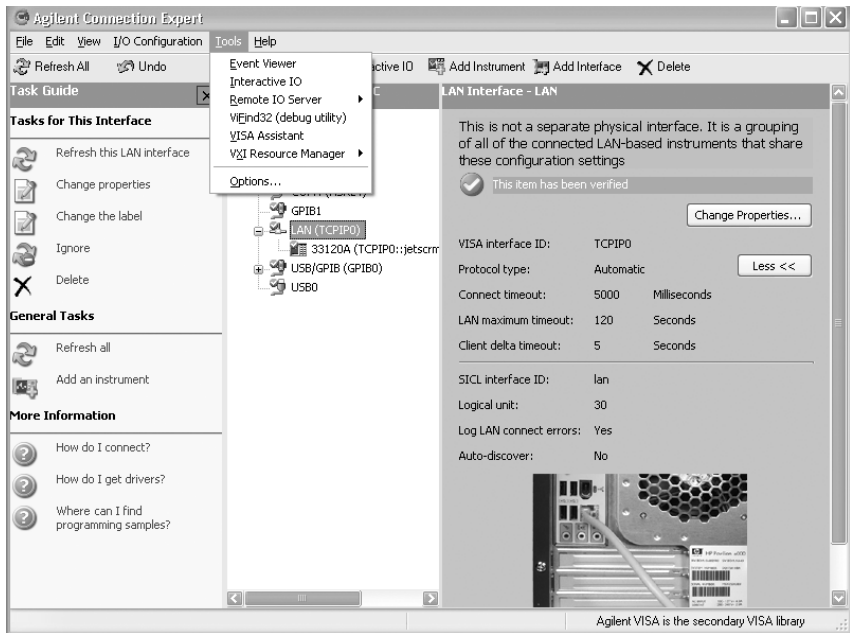 Agilent Connection Expert
File Edit View I/O Configuration Tools Help
Refresh All Undo active IO Add Instrument Add Interface Delete
Event Viewer
Interactive IO
Remote IO Server
ViFind32 (debug utility)
VISA Assistant
VXI Resource Manager
Options...
Task Guide
Tasks for This Interface
Refresh this LAN interface
Change properties
Change the label
Ignore
Delete
General Tasks
Refresh all
Add an instrument
More Information
How do I connect?
How do I get drivers?
Where can I find
programming samples?
GPIB1
LAN (TCPIP0)
33120A (TCPIP0::jetscrm
USB/GPIB (GPIB0)
USB0
LAN Interface - LAN
This is not a separate physical interface. It is a grouping
of all of the connected LAN-based instruments that share
these configuration settings
This item has been verified
Change Properties...
VISA interface ID: TCPIP0
Protocol type: Automatic
Less <<
Connect timeout: 5000 Milliseconds
LAN maximum timeout: 120 Seconds
Client delta timeout: 5 Seconds
SICL interface ID: lan
Logical unit: 30
Log LAN connect errors: Yes
Auto-discover: No
Agilent VISA is the secondary VISA library